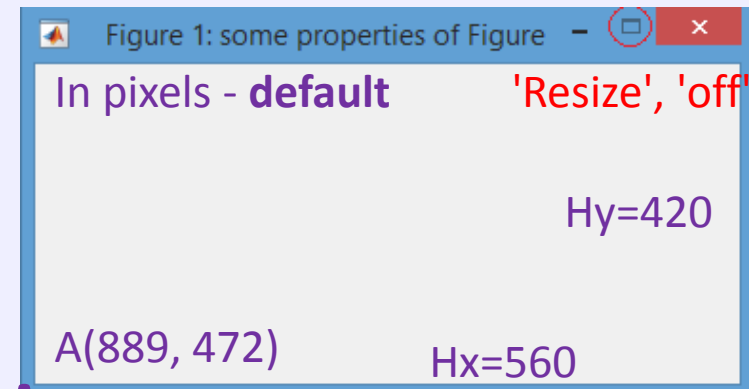 Figure 1: some properties of Figure
In pixels - default 'Resize', 'off'
Hy=420
A(889, 472)
Hx=560